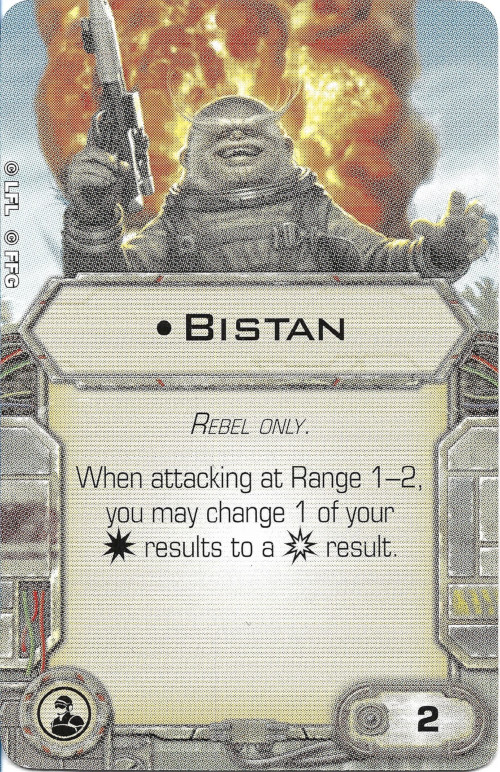 © LFL © FFG
• BISTAN
REBEL ONLY.
When attacking at Range 1–2,
you may change 1 of your
results to a result.
2